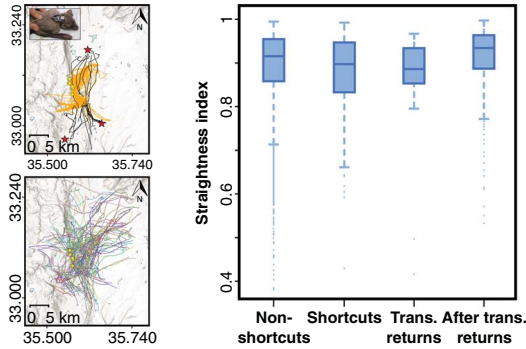 33.240
33.000
N
0 5 km
35.500 35.740
33.240
33.000
N
0 5 km
35.500 35.740
Straightness index
1
0.8
0.6
0.4
Non-
shortcuts
Shortcuts
Trans.
returns
After trans.
returns